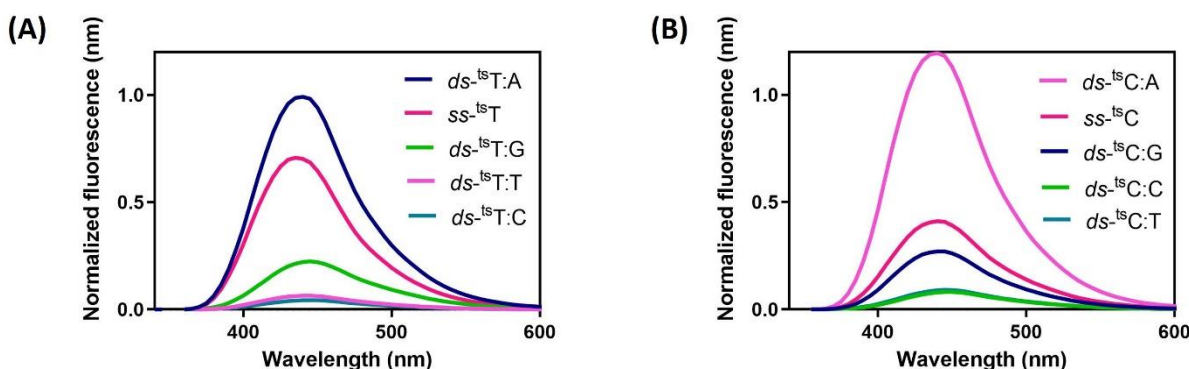 (A)
Normalized fluorescence (nm)
1.0
0.5
0.0
400
500
600
Wavelength (nm)
ds-ᵗˢT:A
ss-ᵗˢT
ds-ᵗˢT:G
ds-ᵗˢT:T
ds-ᵗˢT:C
(B)
Normalized fluorescence (nm)
1.0
0.5
0.0
400
500
600
Wavelength (nm)
ds-ᵗˢC:A
ss-ᵗˢC
ds-ᵗˢC:G
ds-ᵗˢC:C
ds-ᵗˢC:T